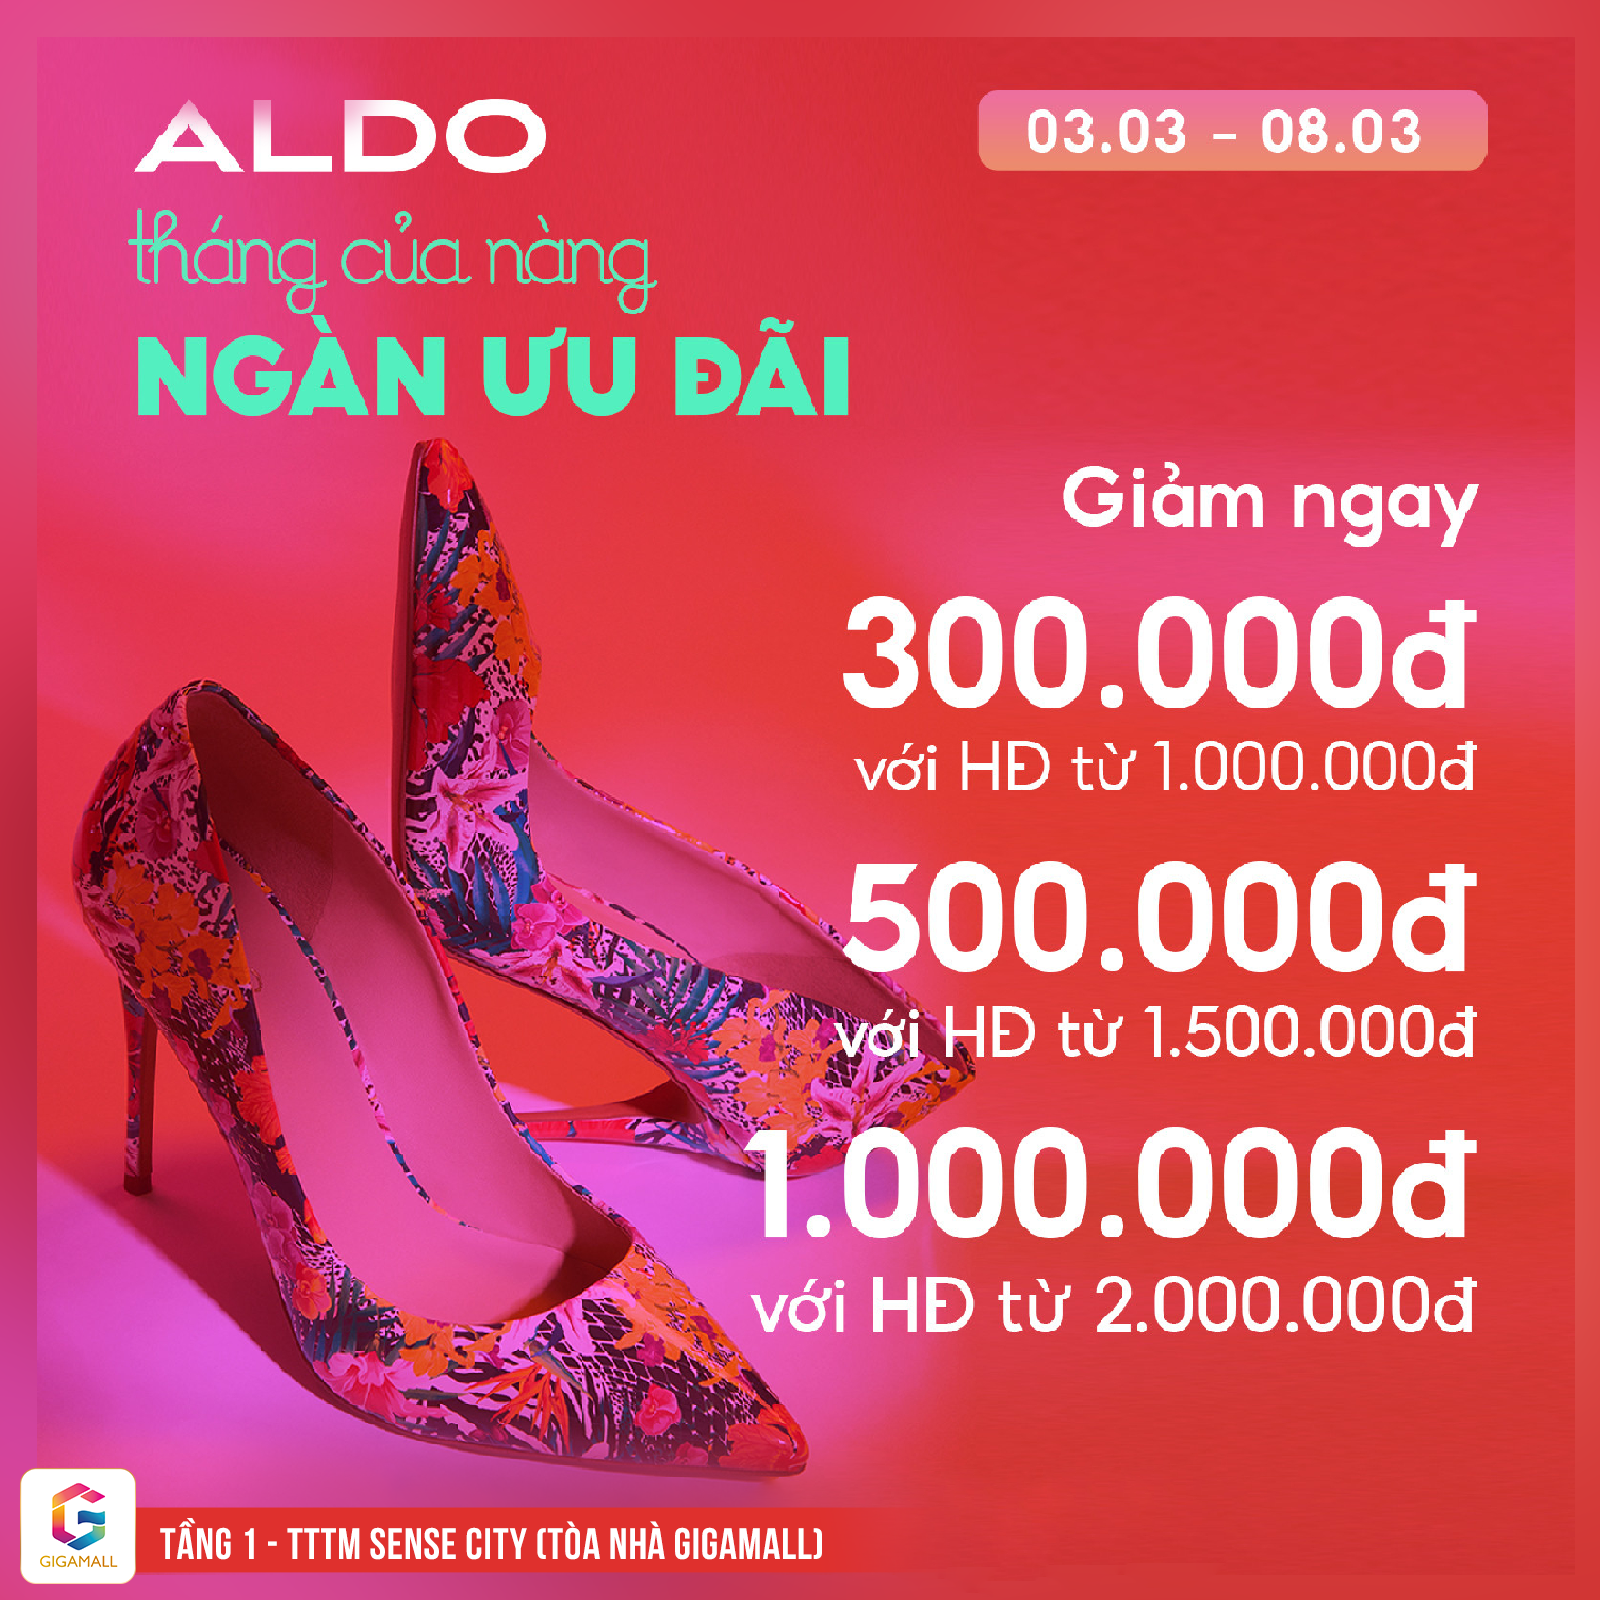 ALDO
03.03 - 08.03
tháng của nàng
NGÀN ƯU ĐÃI
Giảm ngay
300.000đ
với HĐ từ 1.000.000đ
500.000đ
với HĐ từ 1.500.000đ
1.000.000đ
với HĐ từ 2.000.000đ
GIGAMALL
TẦNG 1 - TTTM SENSE CITY (TÒA NHÀ GIGAMALL)